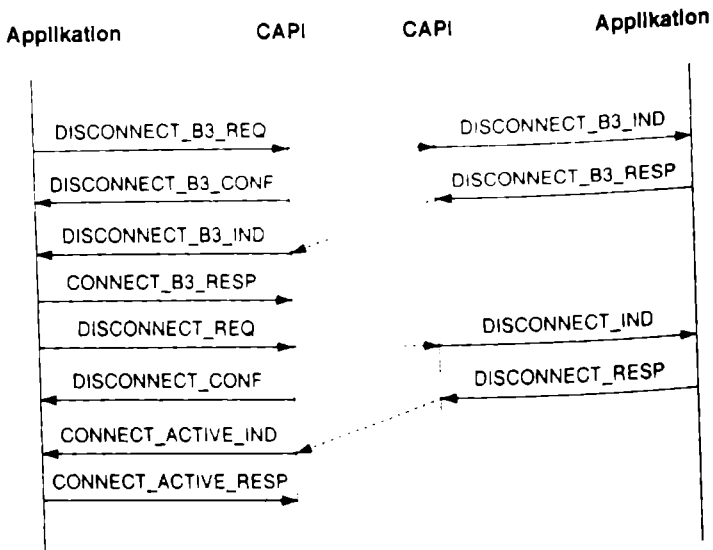 Applikation CAPI CAPI Applikation
DISCONNECT_B3_REQ DISCONNECT_B3_IND
DISCONNECT_B3_CONF DISCONNECT_B3_RESP
DISCONNECT_B3_IND
CONNECT_B3_RESP
DISCONNECT_REQ DISCONNECT_IND
DISCONNECT_CONF DISCONNECT_RESP
CONNECT_ACTIVE_IND
CONNECT_ACTIVE_RESP